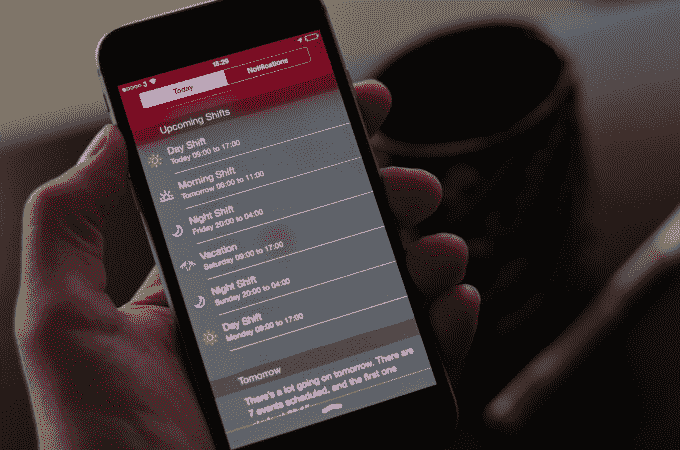 3 18:29
Today Notifications
Upcoming Shifts
Day Shift
Today 09:00 to 17:00
Morning Shift
Tomorrow 06:00 to 11:00
Night Shift
Friday 20:00 to 04:00
Vacation
Saturday 09:00 to 17:00
Night Shift
Sunday 20:00 to 04:00
Day Shift
Monday 09:00 to 17:00
Tomorrow
There's a lot going on tomorrow. There are
7 events scheduled, and the first one